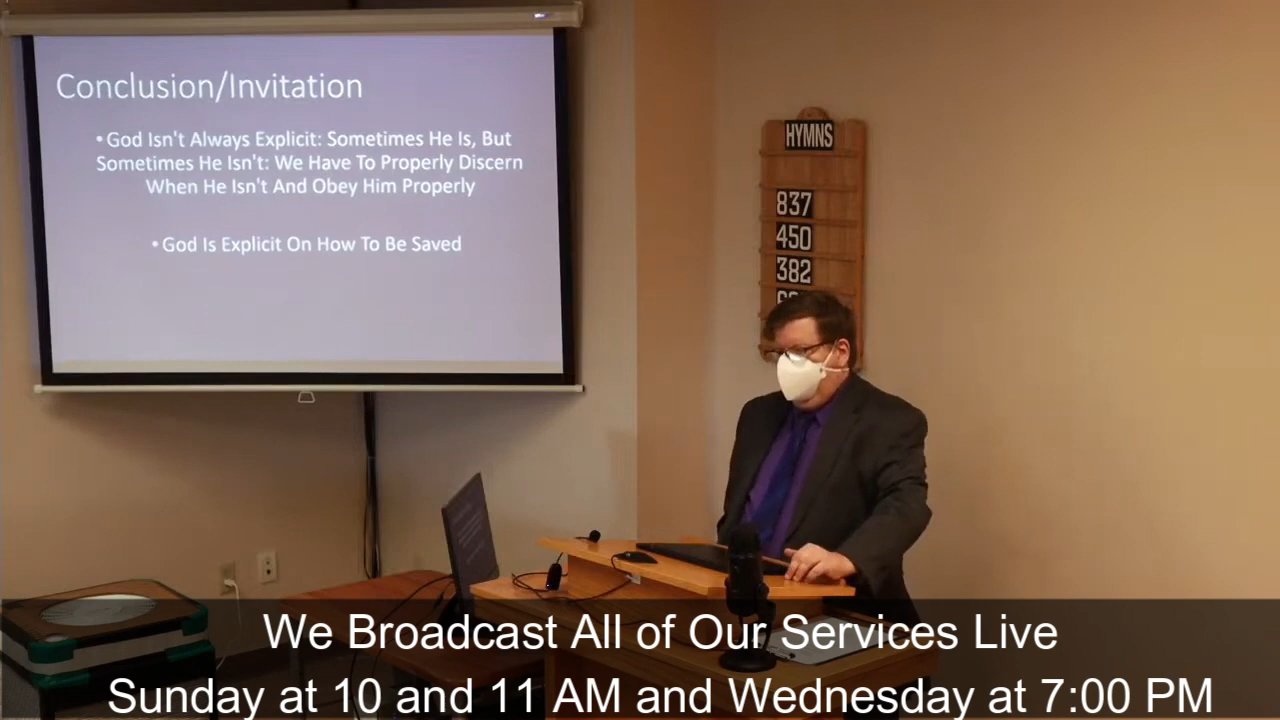 Conclusion/Invitation
• God Isn't Always Explicit: Sometimes He Is, But
Sometimes He Isn't: We Have To Properly Discern
When He Isn't And Obey Him Properly
• God Is Explicit On How To Be Saved
HYMNS
837
450
382
We Broadcast All of Our Services Live
Sunday at 10 and 11 AM and Wednesday at 7:00 PM